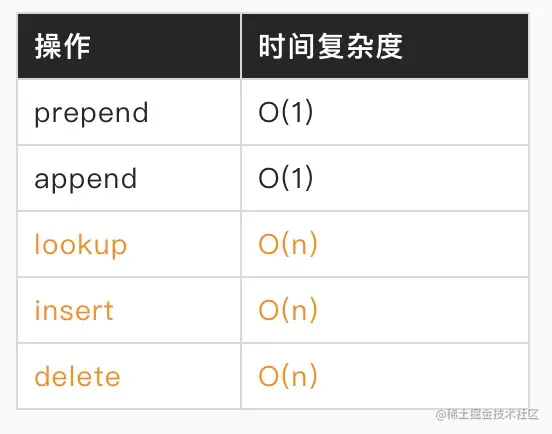 操作 时间复杂度
prepend O(1)
append O(1)
lookup O(n)
insert O(n)
delete O(n)
@稀土掘金技术社区